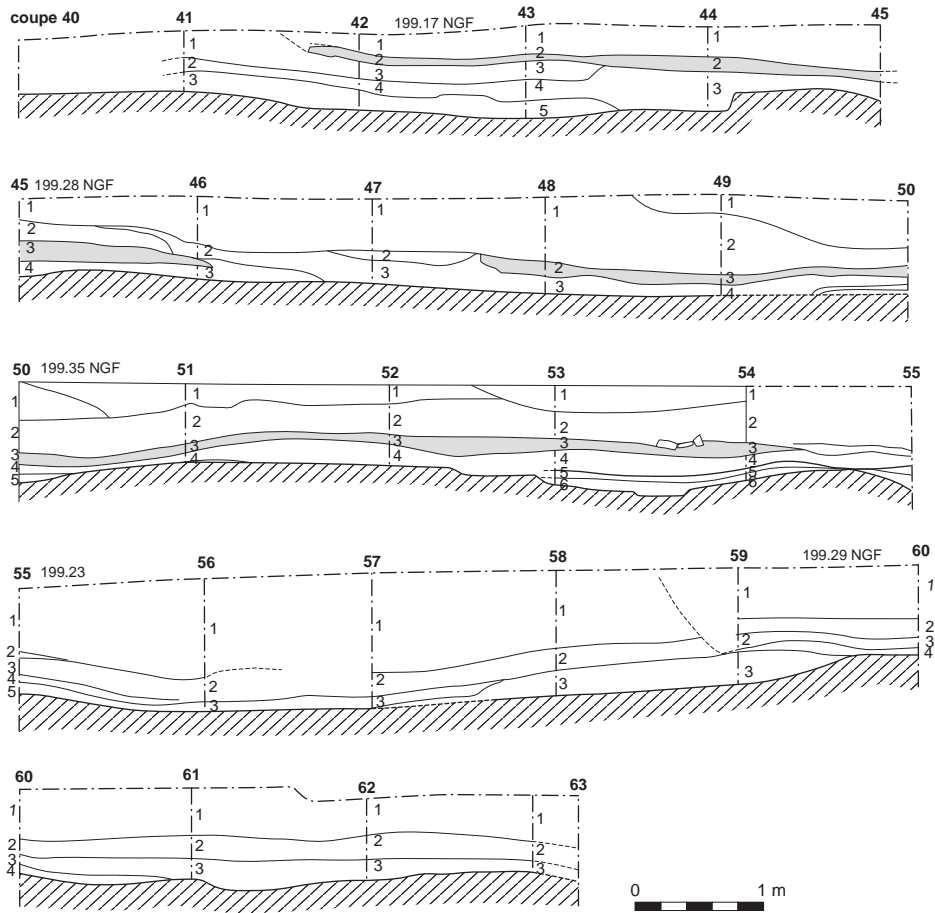 coupe 40 41 42 199.17 NGF 43 44 45
1 1 1 1
2 2 2 2
3 3 3 3
4 4
5
45 199.28 NGF 46 47 48 49 50
1 1 1 1 1
2 2 2 2 2
3 3 3 3 3
4 4
50 199.35 NGF 51 52 53 54 55
1 1 1 1 1
2 2 2 2 2
3 3 3 3 3
4 4 4 4 4
5 5 5
6 6
55 199.23 56 57 58 59 199.29 NGF 60
1 1 1 1 1 1
2 2 2 2 2 2
3 3 3 3 3 3
4 4
5
60 61 62 63
1 1 1 1
2 2 2 2
3 3 3 3
4
0 1 m